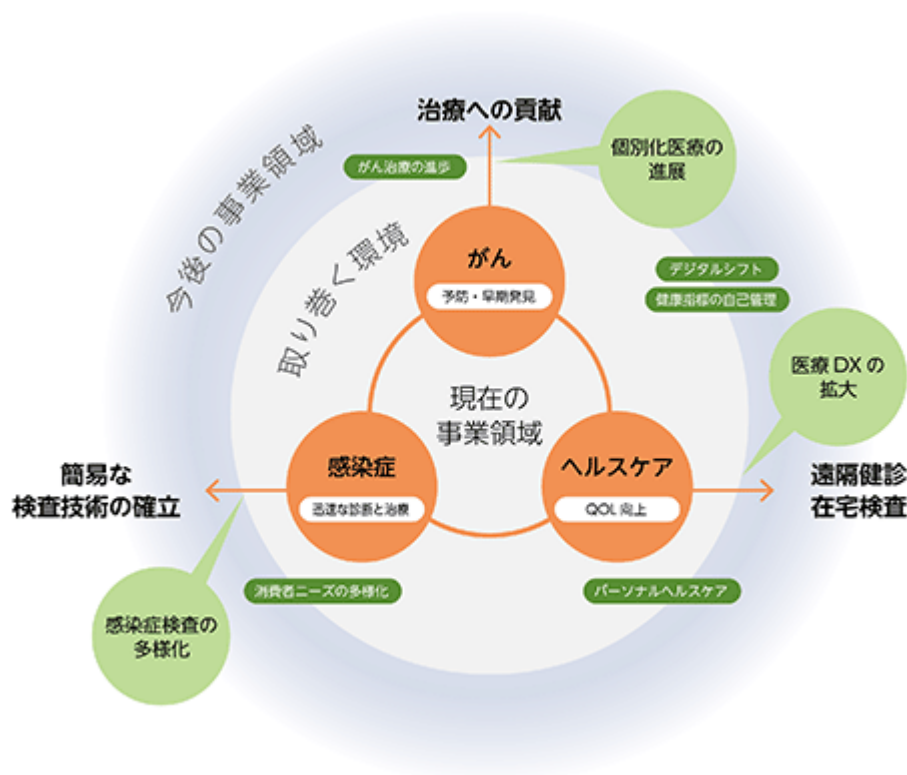 治療への貢献
個別化医療の
進展
がん治療の進歩
今後の事業領域
取り巻く環境
がん
予防・早期発見
デジタルシフト
健康指標の自己管理
医療DXの
拡大
現在の
事業領域
感染症
迅速な診断と治療
ヘルスケア
QOL向上
簡易な
検査技術の確立
遠隔健診
在宅検査
消費者ニーズの多様化
パーソナルヘルスケア
感染症検査の
多様化